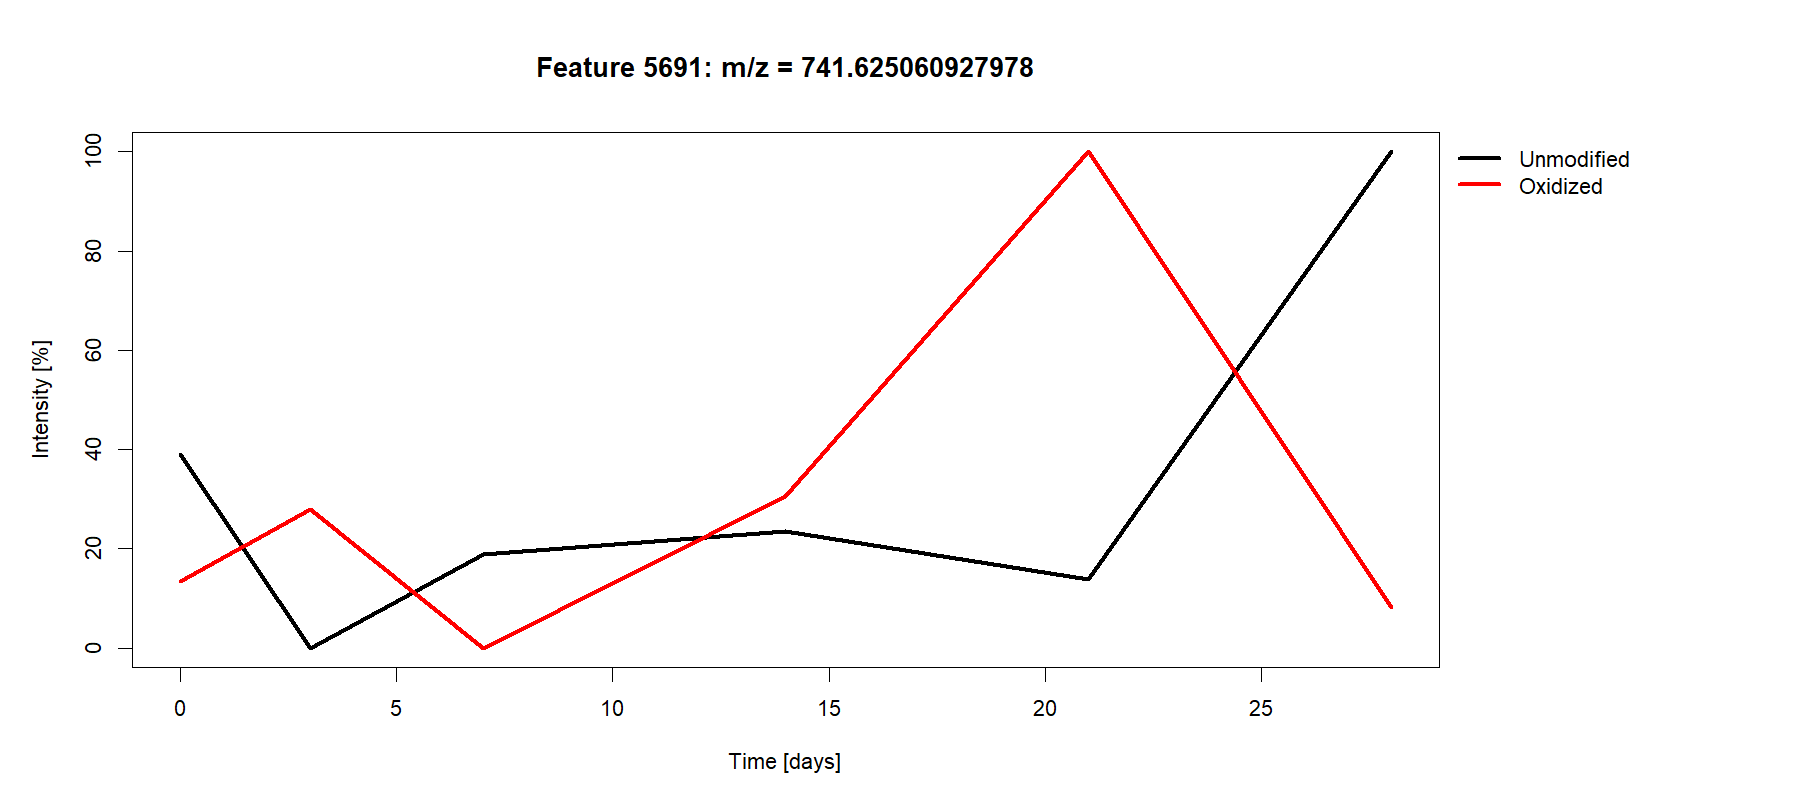 Feature 5691: m/z = 741.625060927978
Unmodified
Oxidized
Intensity [%]
100
80
60
40
20
0
0 5 10 15 20 25
Time [days]